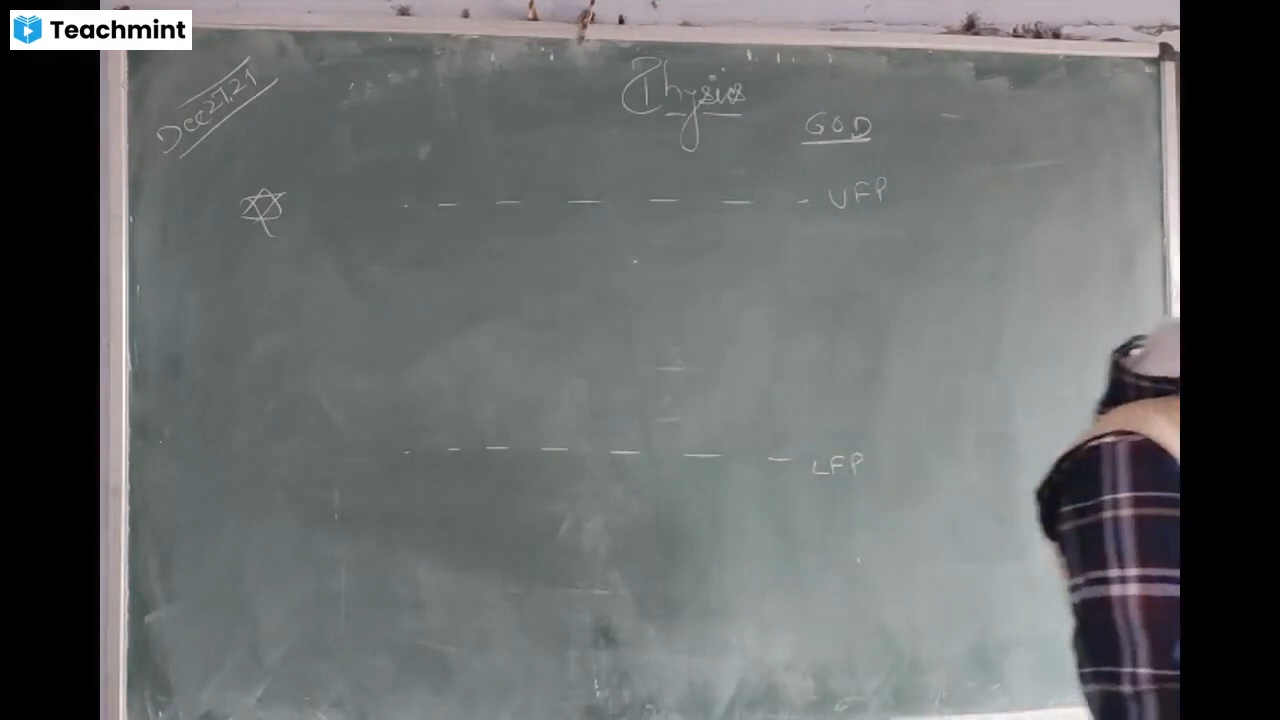 Teachmint
Dec 27, 21
Physics
GOD
UFP
LFP